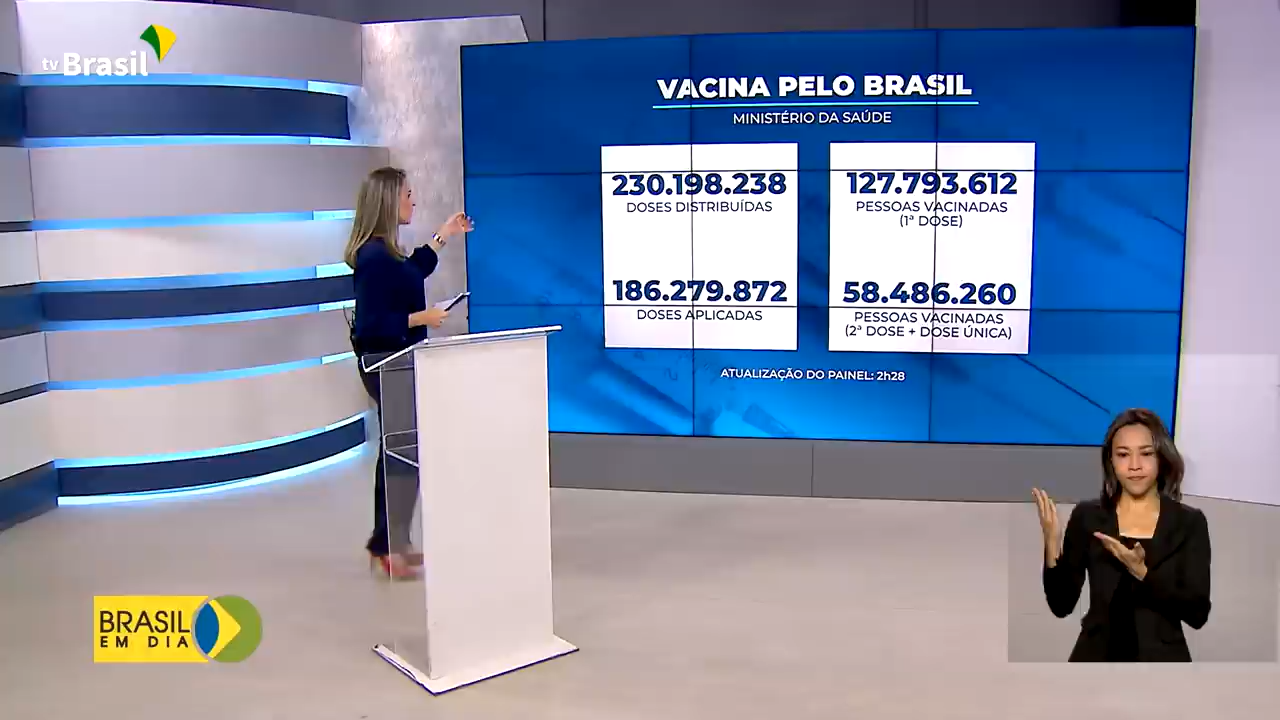 tv Brasil
VACINA PELO BRASIL
MINISTÉRIO DA SAÚDE
230.198.238
DOSES DISTRIBUÍDAS
186.279.872
DOSES APLICADAS
127.793.612
PESSOAS VACINADAS
(1ª DOSE)
58.486.260
PESSOAS VACINADAS
(2ª DOSE + DOSE ÚNICA)
ATUALIZAÇÃO DO PAINEL: 2h28
BRASIL
EM DIA